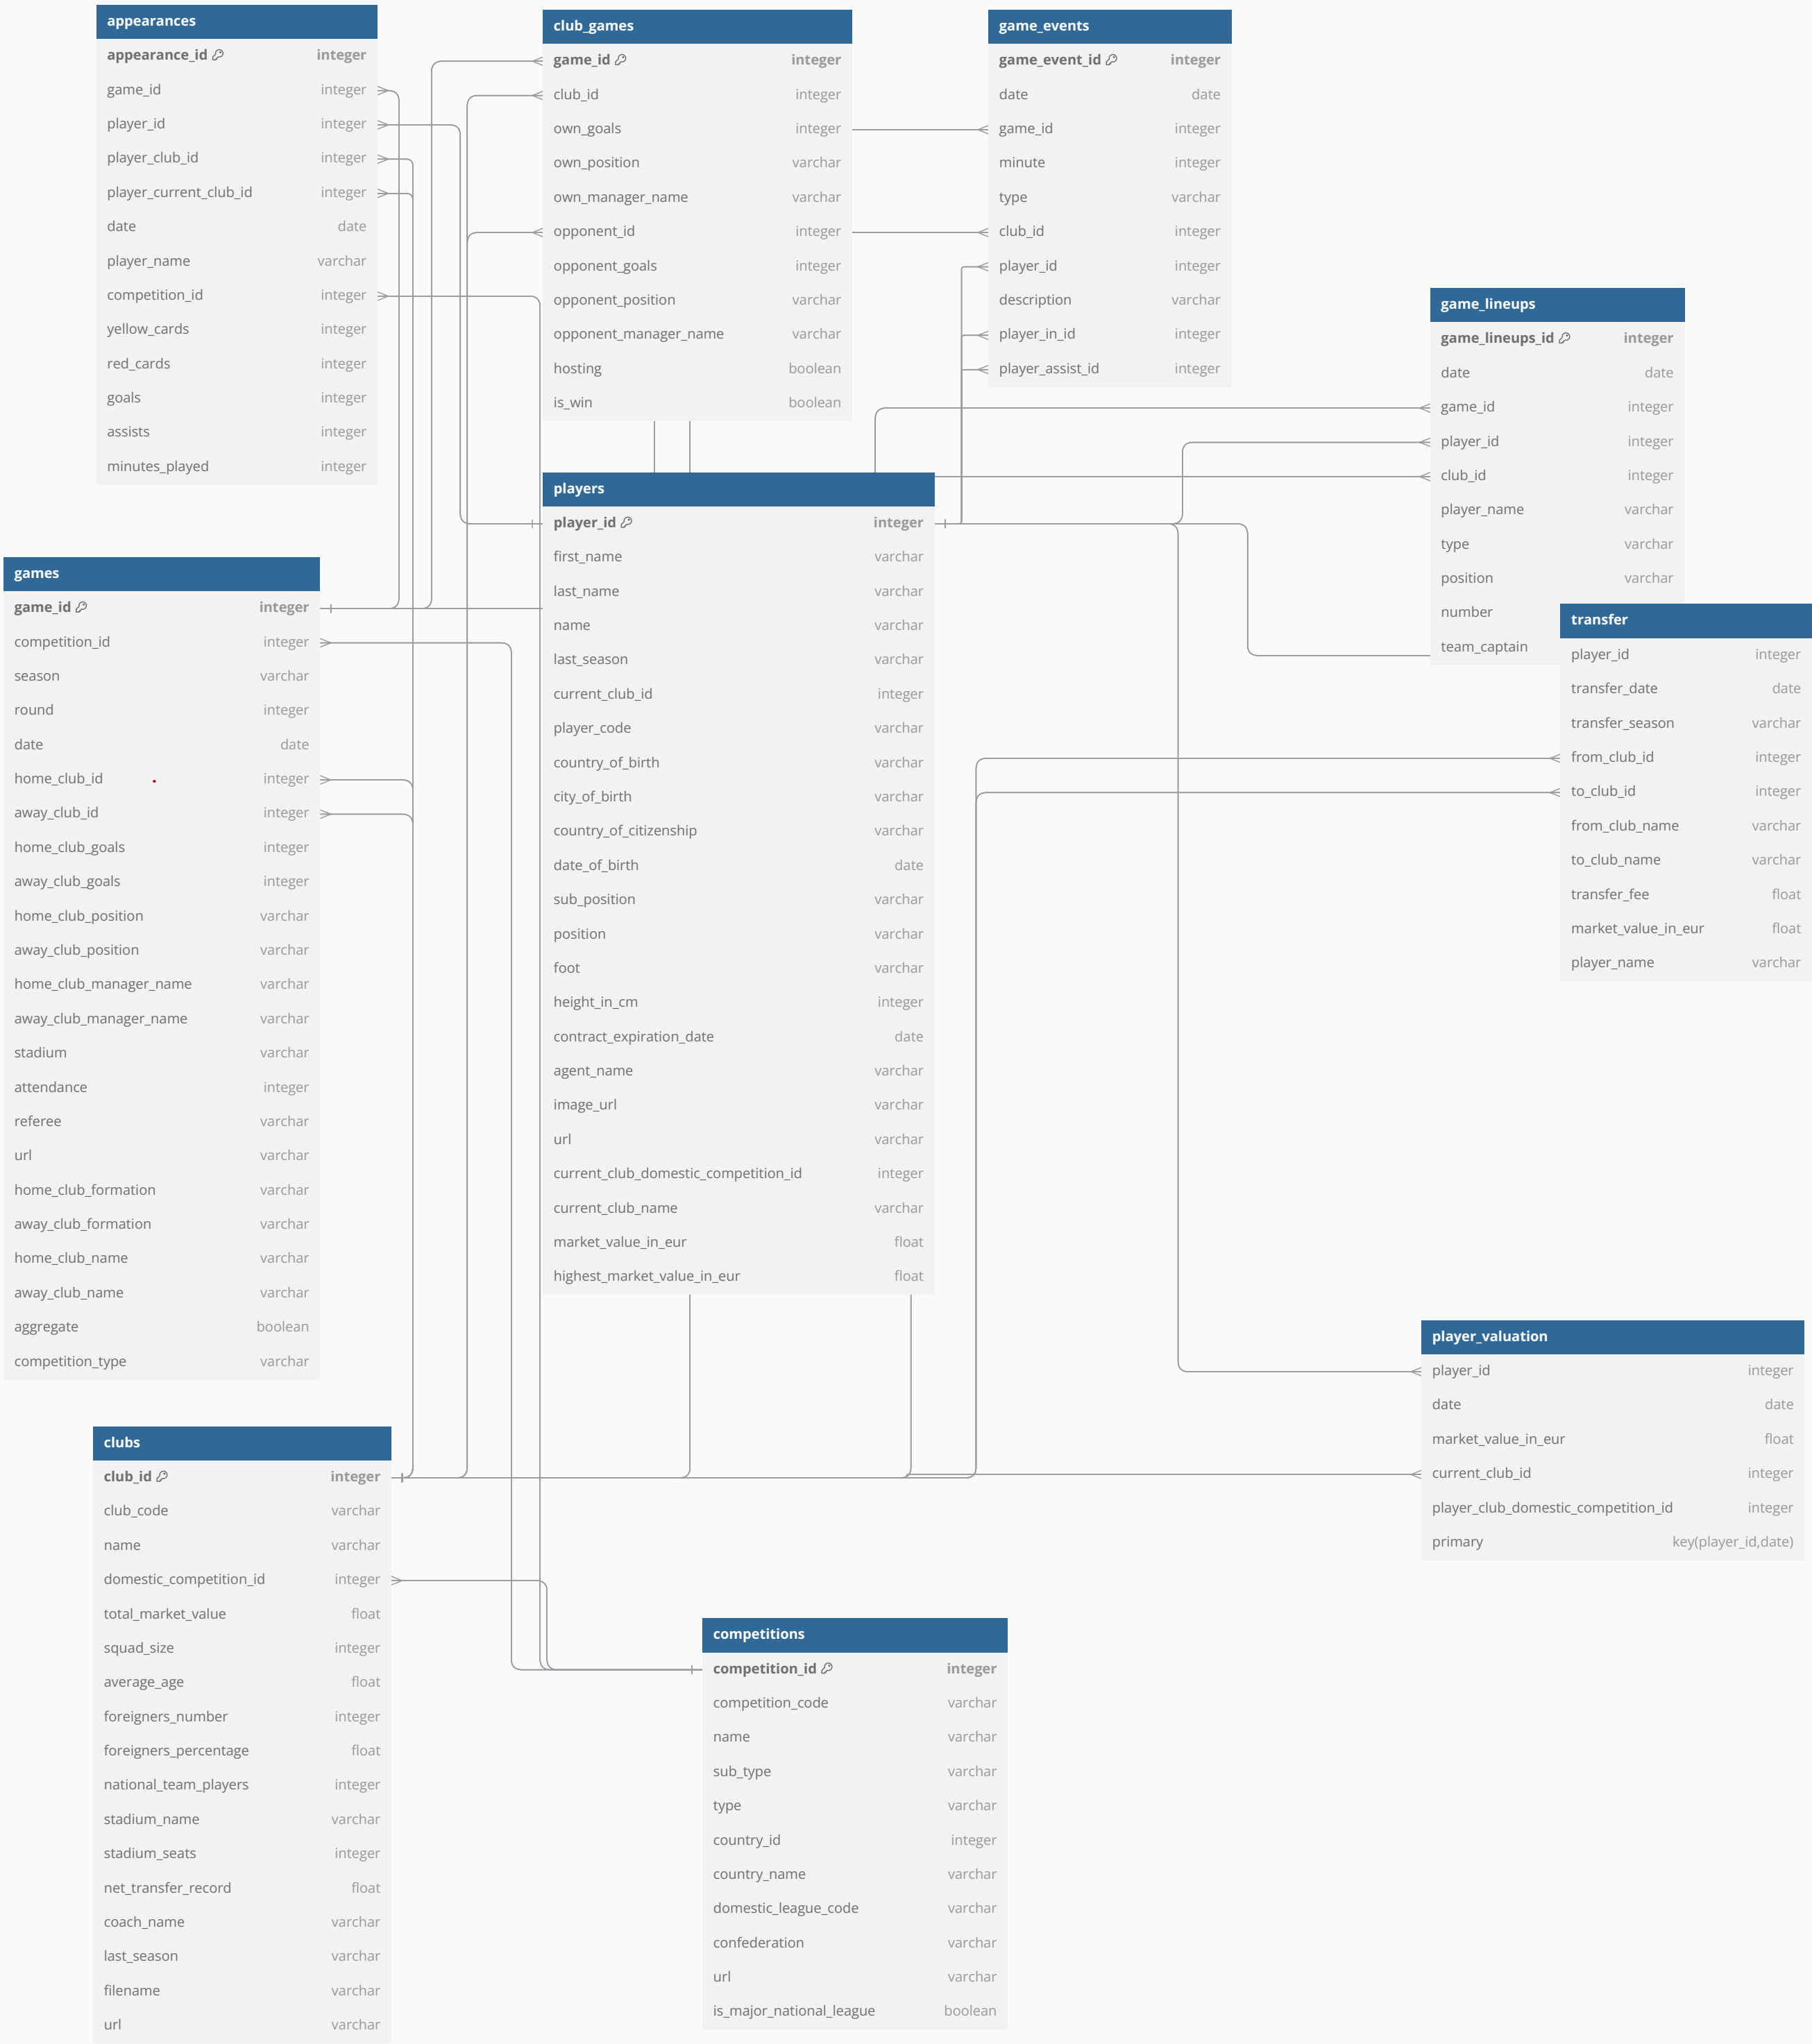 appearances
appearance_id integer
game_id integer
player_id integer
player_club_id integer
player_current_club_id integer
date date
player_name varchar
competition_id integer
yellow_cards integer
red_cards integer
goals integer
assists integer
minutes_played integer
club_games
game_id integer
club_id integer
own_goals integer
own_position varchar
own_manager_name varchar
opponent_id integer
opponent_goals integer
opponent_position varchar
opponent_manager_name varchar
hosting boolean
is_win boolean
game_events
game_event_id integer
date date
game_id integer
minute integer
type varchar
club_id integer
player_id integer
description varchar
player_in_id integer
player_assist_id integer
game_lineups
game_lineups_id integer
date date
game_id integer
player_id integer
club_id integer
player_name varchar
type varchar
position varchar
number
team_captain
players
player_id integer
first_name varchar
last_name varchar
name varchar
last_season varchar
current_club_id integer
player_code varchar
country_of_birth varchar
city_of_birth varchar
country_of_citizenship varchar
date_of_birth date
sub_position varchar
position varchar
foot varchar
height_in_cm integer
contract_expiration_date date
agent_name varchar
image_url varchar
url varchar
current_club_domestic_competition_id integer
current_club_name varchar
market_value_in_eur float
highest_market_value_in_eur float
games
game_id integer
competition_id integer
season varchar
round integer
date date
home_club_id integer
away_club_id integer
home_club_goals integer
away_club_goals integer
home_club_position varchar
away_club_position varchar
home_club_manager_name varchar
away_club_manager_name varchar
stadium varchar
attendance integer
referee varchar
url varchar
home_club_formation varchar
away_club_formation varchar
home_club_name varchar
away_club_name varchar
aggregate boolean
competition_type varchar
transfer
player_id integer
transfer_date date
transfer_season varchar
from_club_id integer
to_club_id integer
from_club_name varchar
to_club_name varchar
transfer_fee float
market_value_in_eur float
player_name varchar
player_valuation
player_id integer
date date
market_value_in_eur float
current_club_id integer
player_club_domestic_competition_id integer
primary key(player_id,date)
clubs
club_id integer
club_code varchar
name varchar
domestic_competition_id integer
total_market_value float
squad_size integer
average_age float
foreigners_number integer
foreigners_percentage float
national_team_players integer
stadium_name varchar
stadium_seats integer
net_transfer_record float
coach_name varchar
last_season varchar
filename varchar
url varchar
competitions
competition_id integer
competition_code varchar
name varchar
sub_type varchar
type varchar
country_id integer
country_name varchar
domestic_league_code varchar
confederation varchar
url varchar
is_major_national_league boolean